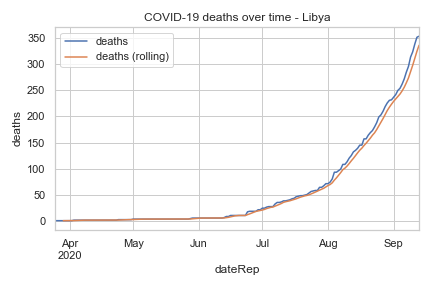 COVID-19 deaths over time - Libya
deaths
deaths (rolling)
350
300
250
200
150
100
50
0
deaths
Apr
2020
May
Jun
Jul
Aug
Sep
dateRep